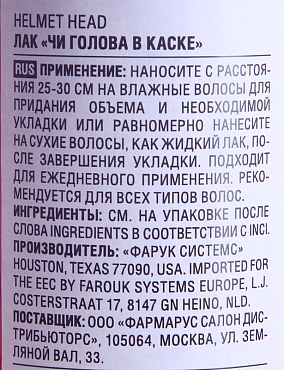 HELMET HEAD
ЛАК «ЧИ ГОЛОВА В КАСКЕ»
RUS ПРИМЕНЕНИЕ: НАНОСИТЕ С РАССТОЯ-
НИЯ 25-30 СМ НА ВЛАЖНЫЕ ВОЛОСЫ ДЛЯ
ПРИДАНИЯ ОБЪЕМА И НЕОБХОДИМОЙ
УКЛАДКИ ИЛИ РАВНОМЕРНО НАНЕСИТЕ
НА СУХИЕ ВОЛОСЫ, КАК ЖИДКИЙ ЛАК, ПО-
СЛЕ ЗАВЕРШЕНИЯ УКЛАДКИ. ПОДХОДИТ
ДЛЯ ЕЖЕДНЕВНОГО ПРИМЕНЕНИЯ. РЕКО-
МЕНДУЕТСЯ ДЛЯ ВСЕХ ТИПОВ ВОЛОС.
ИНГРЕДИЕНТЫ: СМ. НА УПАКОВКЕ ПОСЛЕ
СЛОВА INGREDIENTS В СООТВЕТСТВИИ С INCI.
ПРОИЗВОДИТЕЛЬ: «ФАРУК СИСТЕМС»
HOUSTON, TEXAS 77090, USA. IMPORTED FOR
THE EEC BY FAROUK SYSTEMS EUROPE, L.J.
COSTERSTRAAT 17, 8147 GN HEINO, NLD.
ПОСТАВЩИК: ООО «ФАРМАРУС САЛОН ДИС-
ТРИБЬЮТОРС», 105064, МОСКВА, УЛ. ЗЕМ-
ЛЯНОЙ ВАЛ, 33.